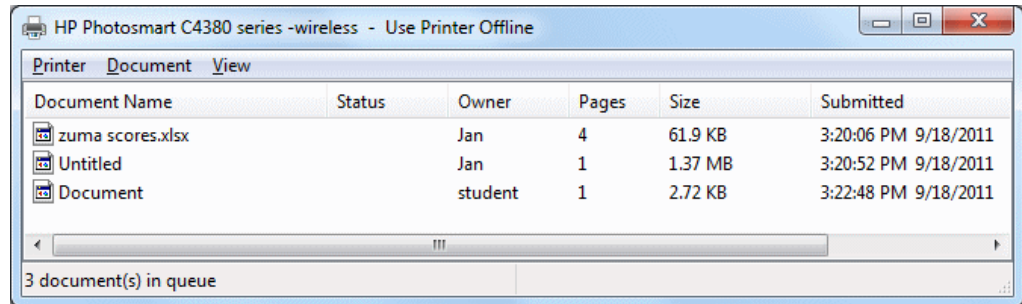 HP Photosmart C4380 series -wireless - Use Printer Offline
Printer Document View
Document Name Status Owner Pages Size Submitted
zuma scores.xlsx Jan 4 61.9 KB 3:20:06 PM 9/18/2011
Untitled Jan 1 1.37 MB 3:20:52 PM 9/18/2011
Document student 1 2.72 KB 3:22:48 PM 9/18/2011
3 document(s) in queue